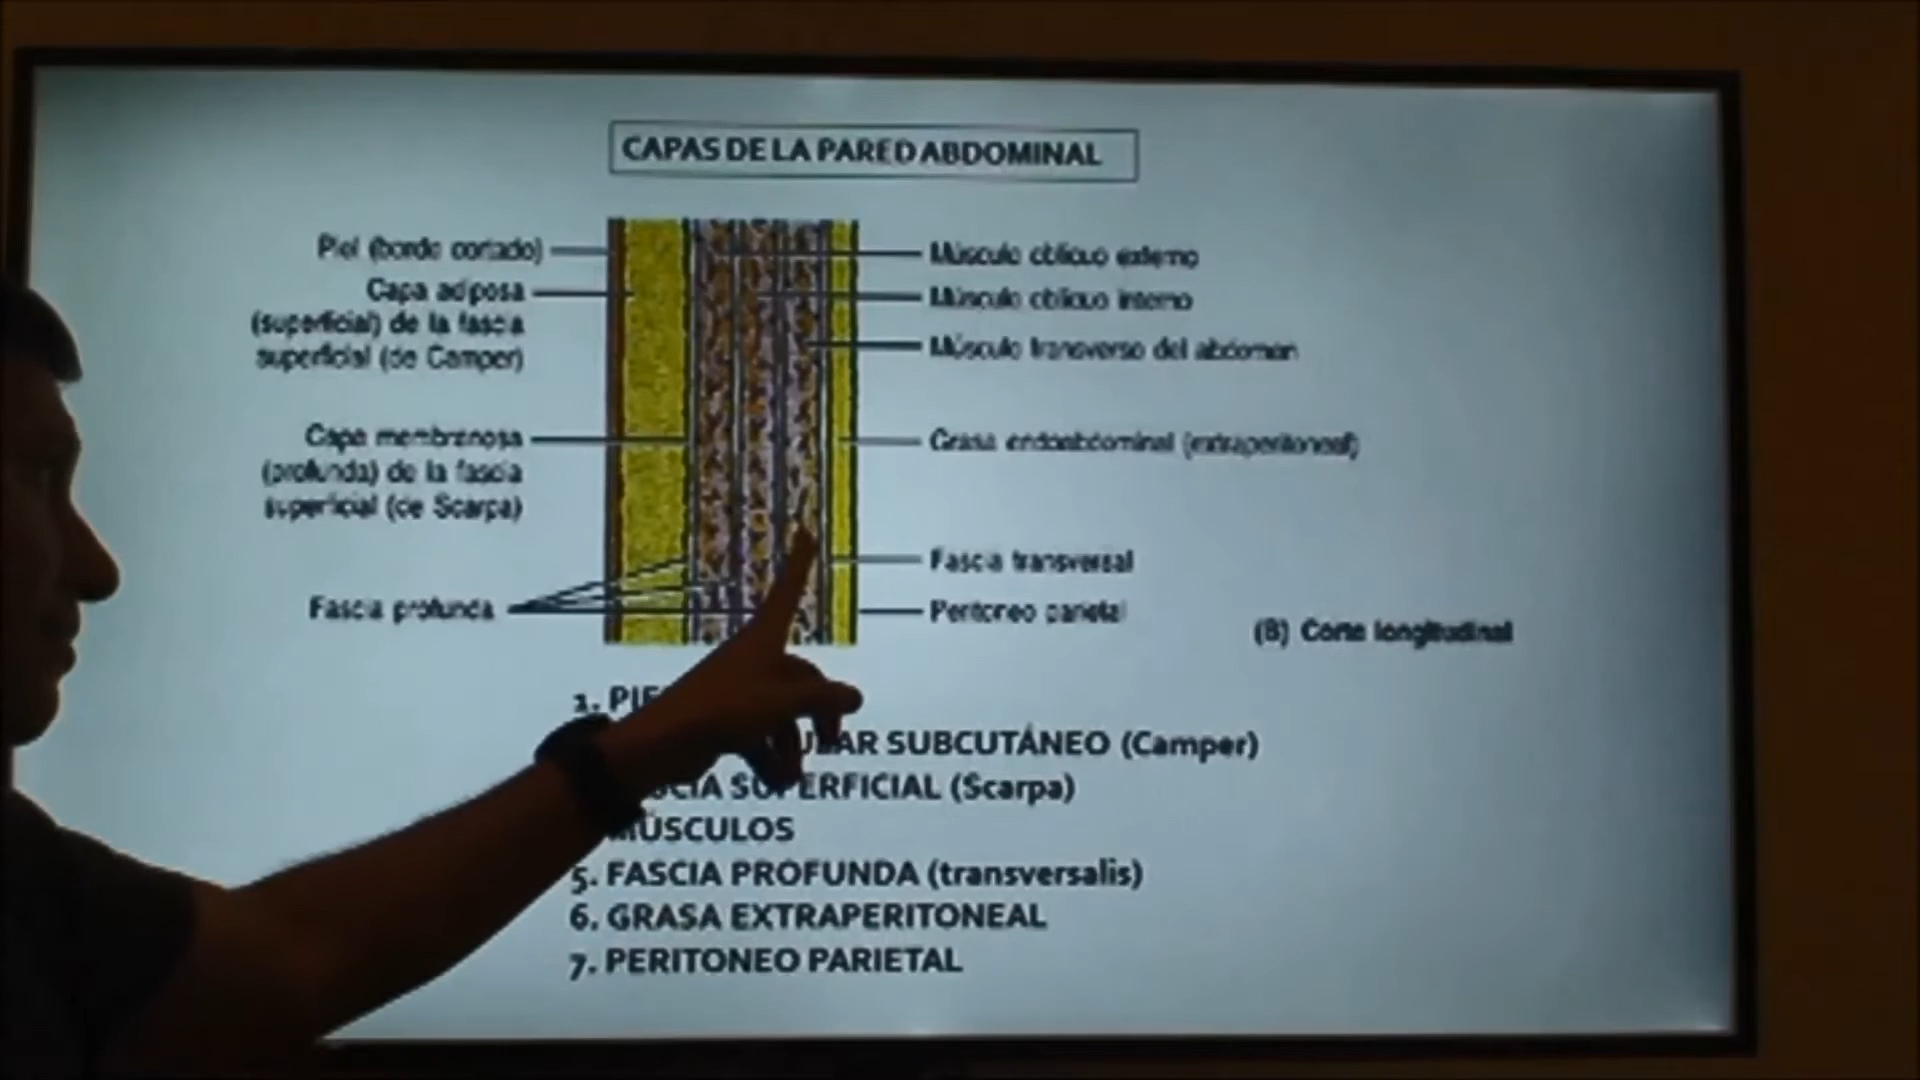 CAPAS DE LA PARED ABDOMINAL
Piel (borde cortado)
Capa adiposa
(superficial) de la fascia
superficial (de Camper)
Capa membranosa
(profunda) de la fascia
superficial (de Scarpa)
Fascia profunda
Músculo oblicuo externo
Músculo oblicuo interno
Músculo transverso del abdomen
Grasa endoabdominal (extraperitoneal)
Fascia transversal
Peritoneo parietal
(B) Corte longitudinal
1.
SUBCUTÁNEO (Camper)
SUPERFICIAL (Scarpa)
MÚSCULOS
5. FASCIA PROFUNDA (transversalis)
6. GRASA EXTRAPERITONEAL
7. PERITONEO PARIETAL